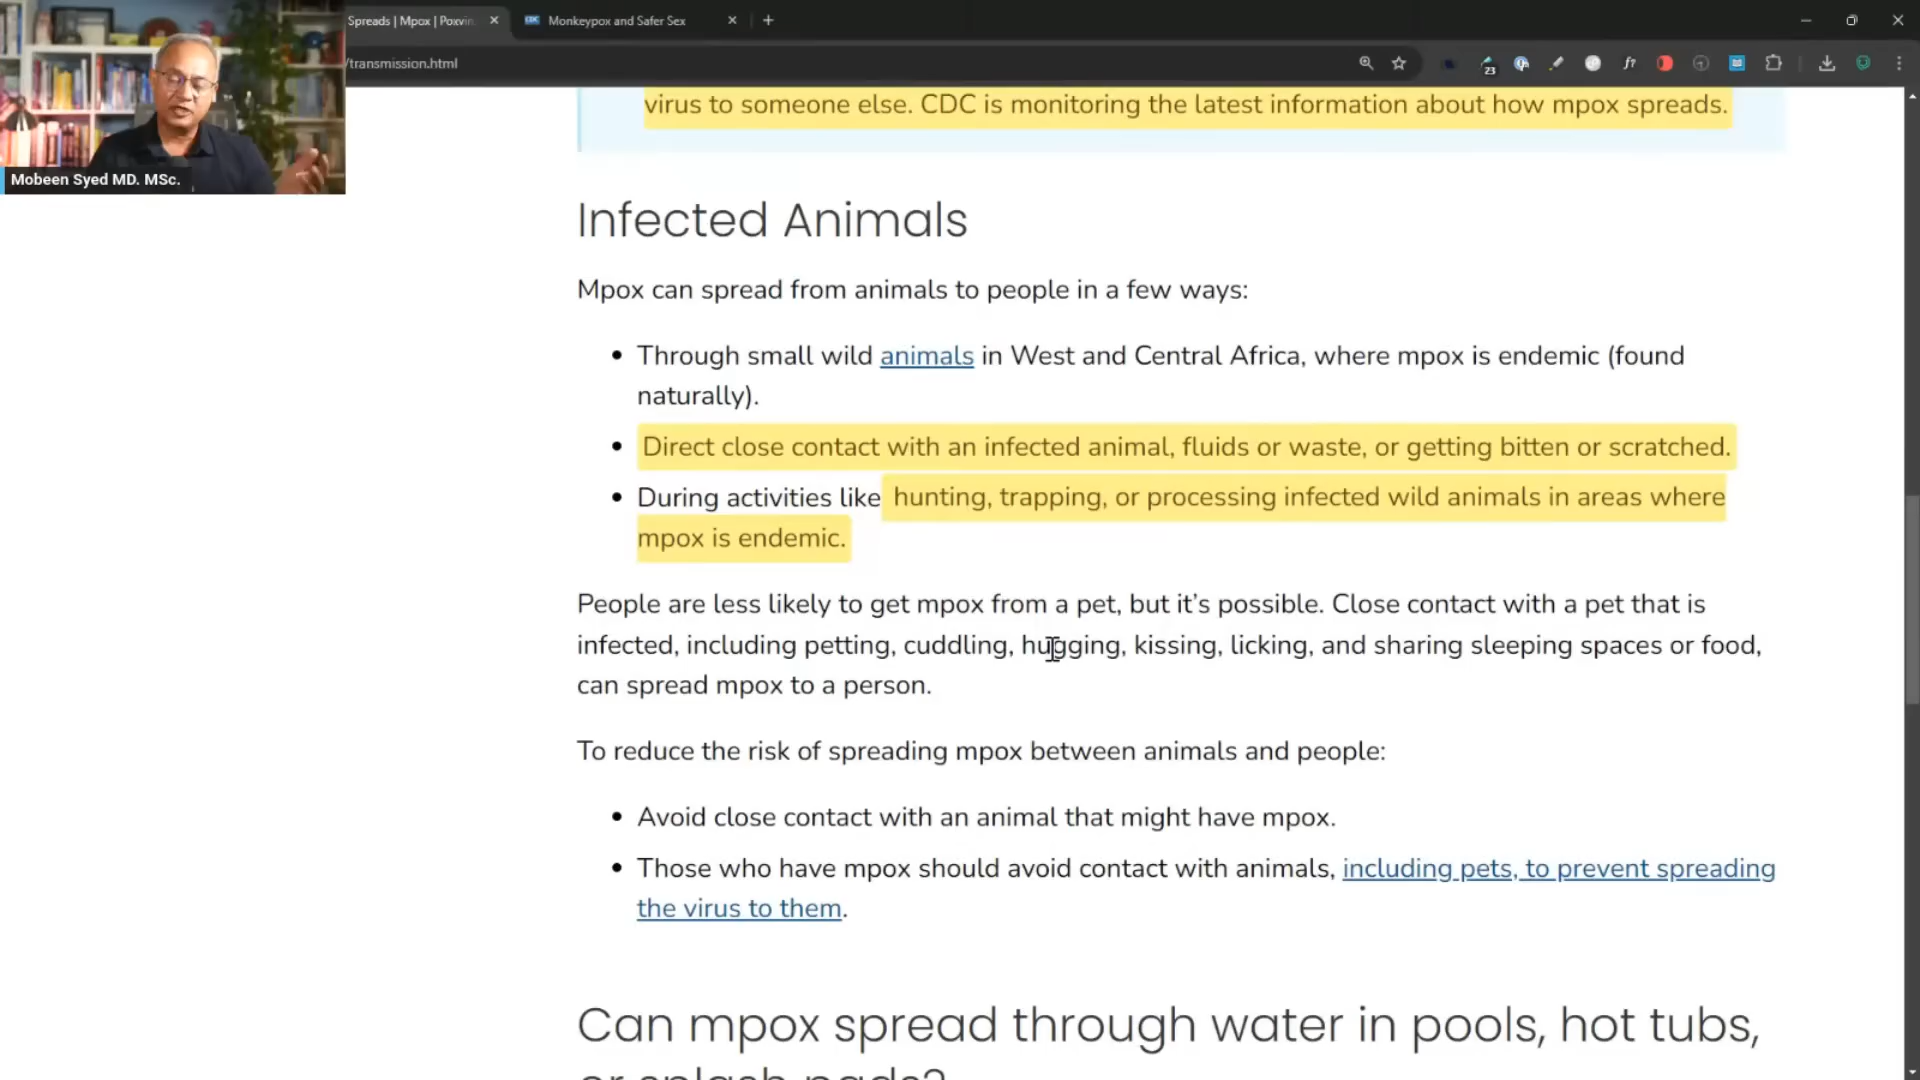 Spreads | Mpox | Poxvin
Monkeypox and Safer Sex
/transmission.html
23
f?
Mobeen Syed MD. MSc.
virus to someone else. CDC is monitoring the latest information about how mpox spreads.
Infected Animals
Mpox can spread from animals to people in a few ways:
Through small wild animals in West and Central Africa, where mpox is endemic (found
naturally).
Direct close contact with an infected animal, fluids or waste, or getting bitten or scratched.
During activities like hunting, trapping, or processing infected wild animals in areas where
mpox is endemic.
People are less likely to get mpox from a pet, but it’s possible. Close contact with a pet that is
infected, including petting, cuddling, hugging, kissing, licking, and sharing sleeping spaces or food,
can spread mpox to a person.
To reduce the risk of spreading mpox between animals and people:
Avoid close contact with an animal that might have mpox.
Those who have mpox should avoid contact with animals, including pets, to prevent spreading
the virus to them.
Can mpox spread through water in pools, hot tubs,
or splash pads?